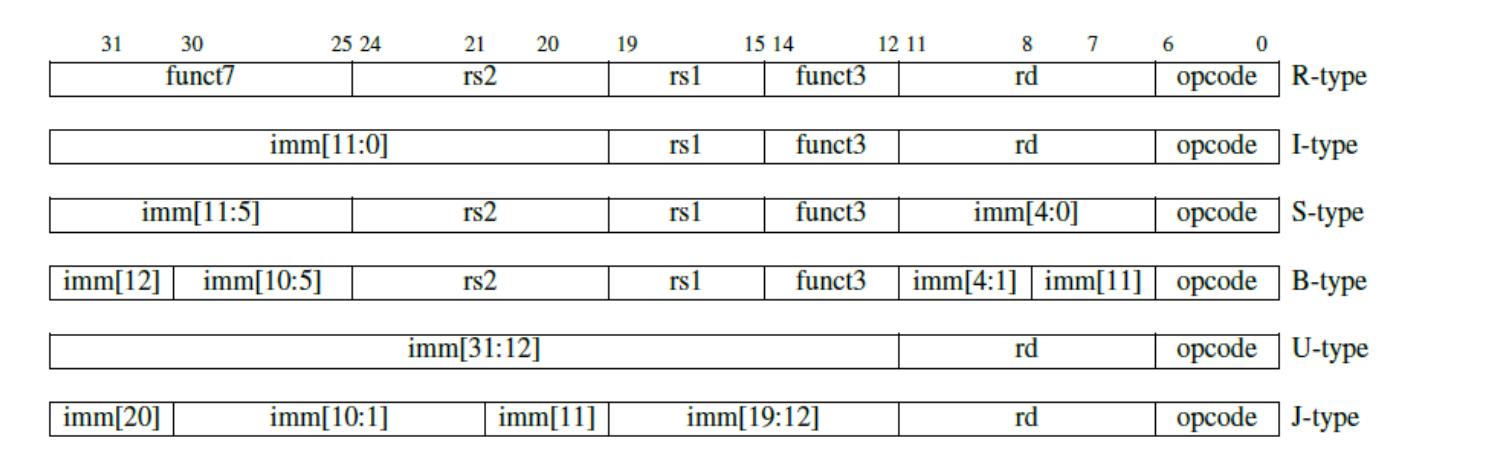 31 30 25 24 21 20 19 15 14 12 11 8 7 6 0
funct7 rs2 rs1 funct3 rd opcode R-type
imm[11:0] rs1 funct3 rd opcode I-type
imm[11:5] rs2 rs1 funct3 imm[4:0] opcode S-type
imm[12] imm[10:5] rs2 rs1 funct3 imm[4:1] imm[11] opcode B-type
imm[31:12] rd opcode U-type
imm[20] imm[10:1] imm[11] imm[19:12] rd opcode J-type